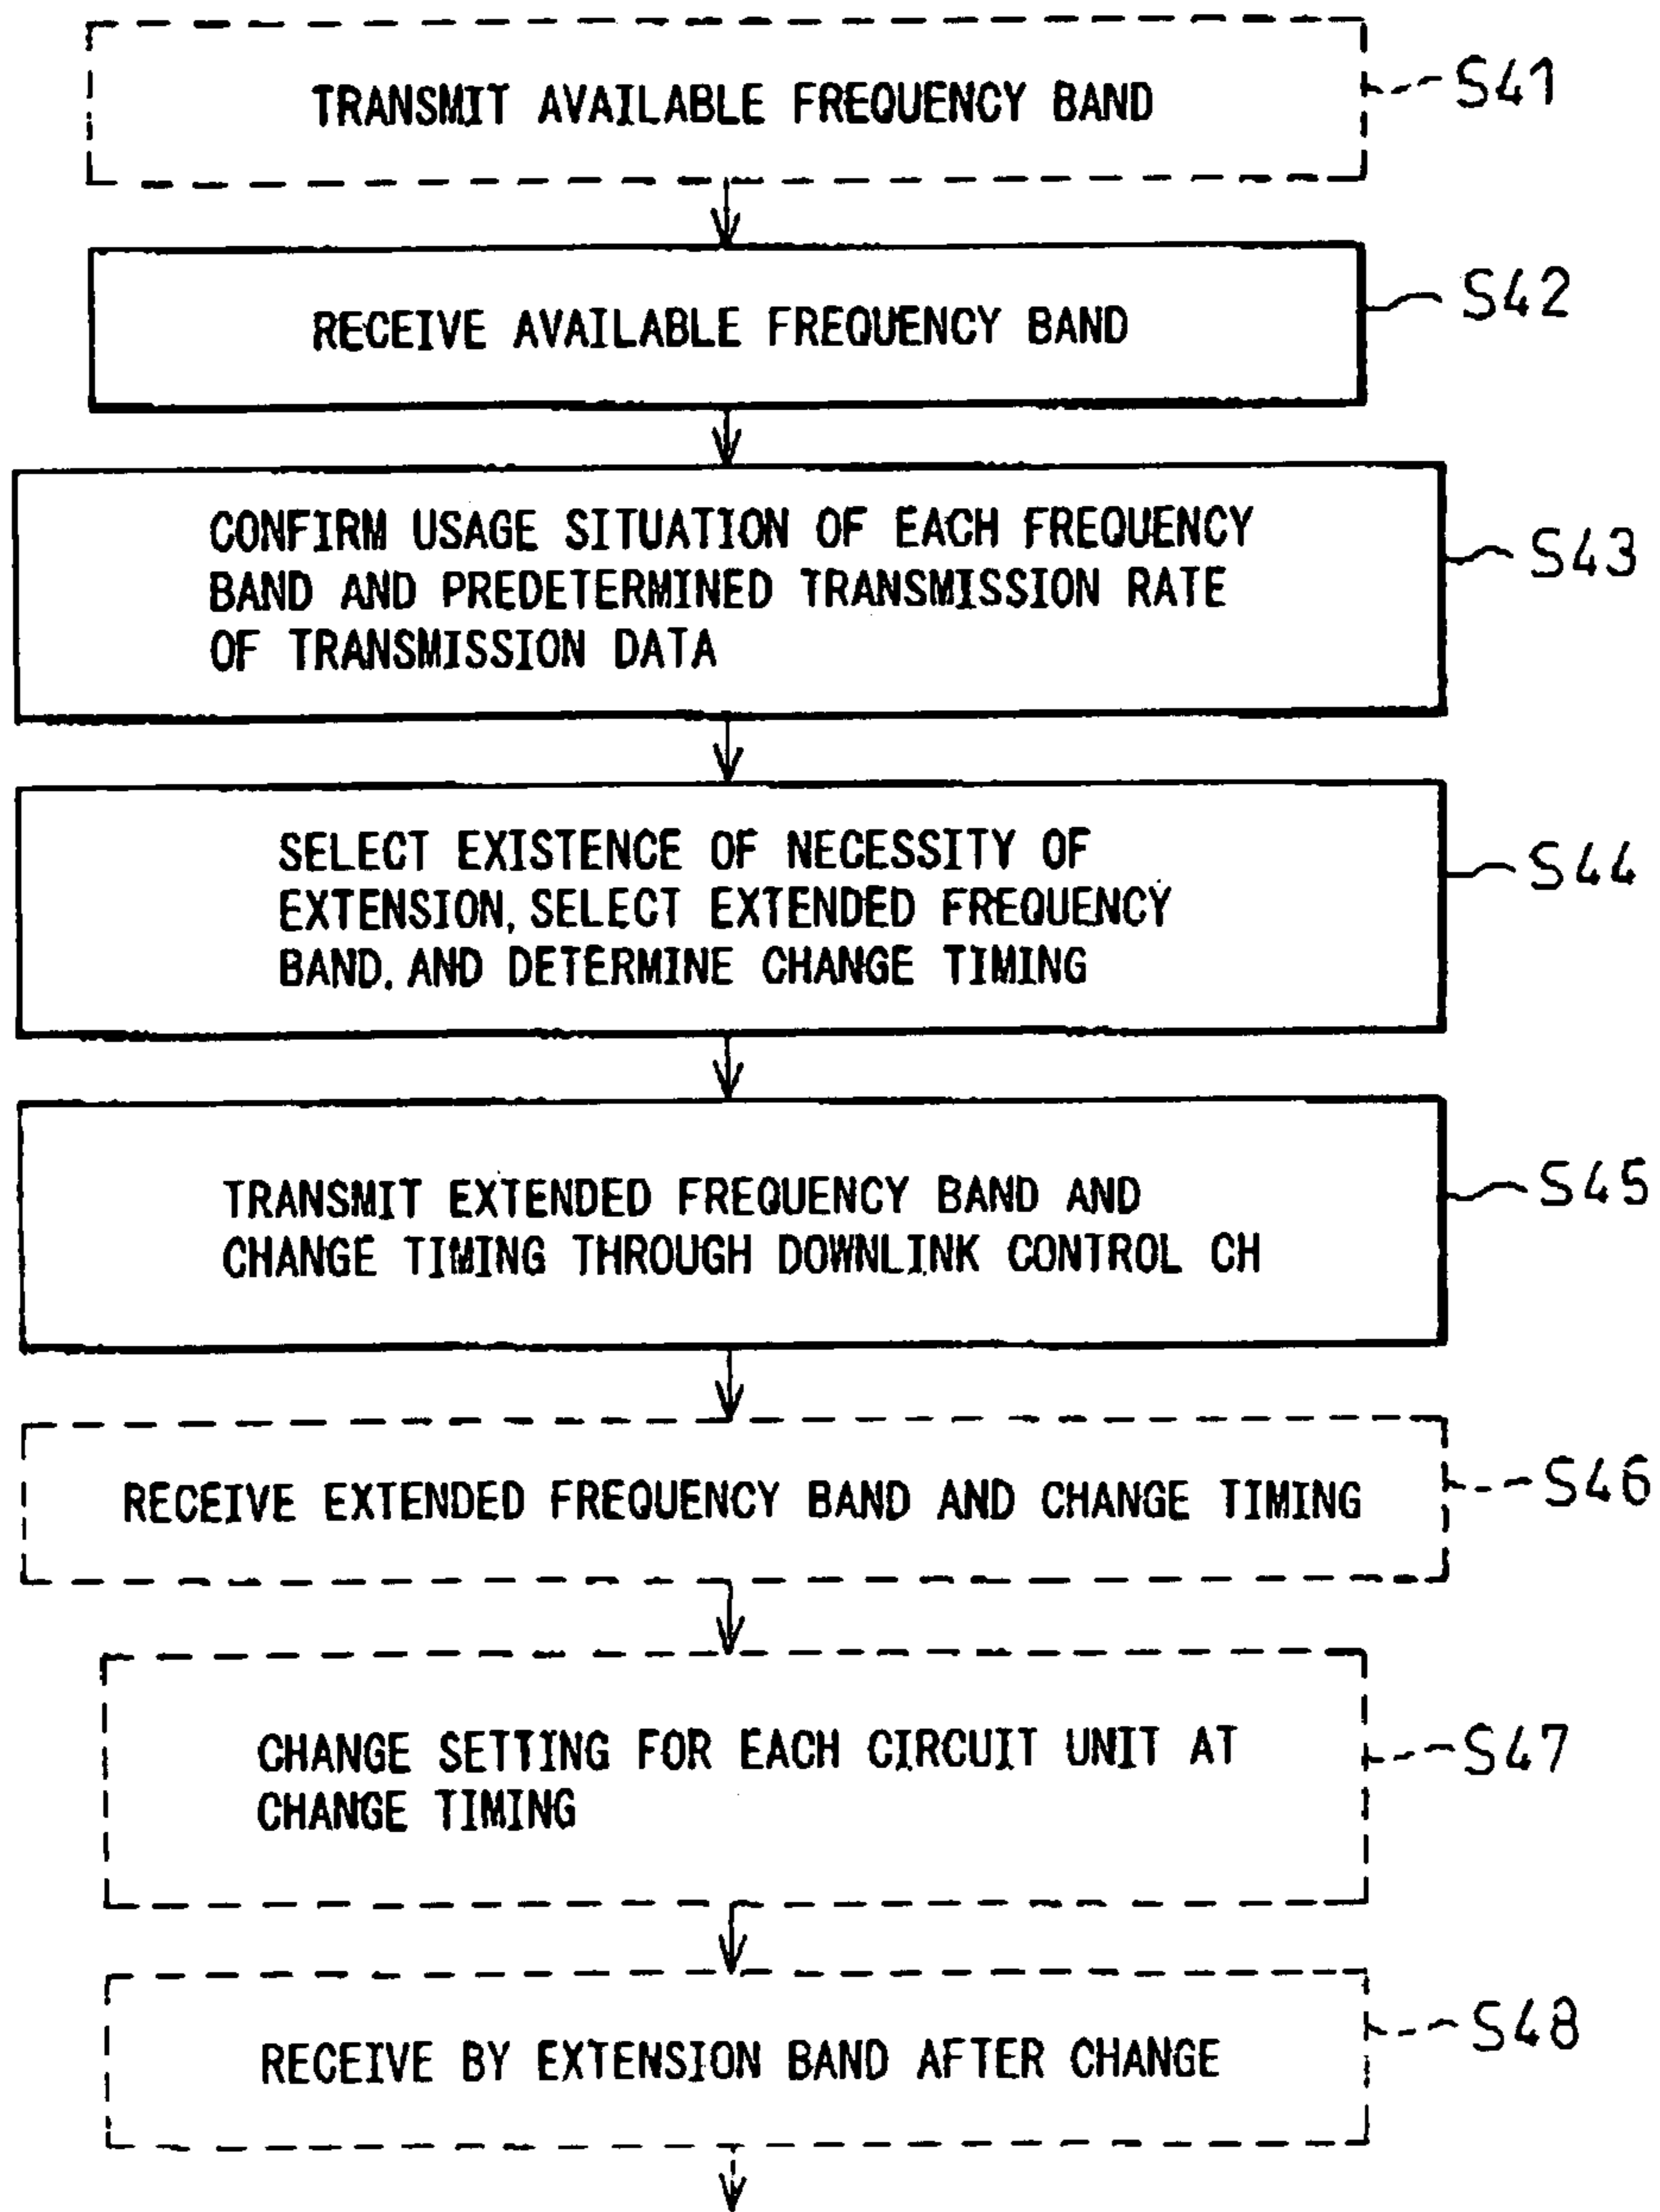 TRANSMIT AVAILABLE FREQUENCY BAND
S41
RECEIVE AVAILABLE FREQUENCY BAND
S42
CONFIRM USAGE SITUATION OF EACH FREQUENCY
BAND AND PREDETERMINED TRANSMISSION RATE
OF TRANSMISSION DATA
S43
SELECT EXISTENCE OF NECESSITY OF
EXTENSION, SELECT EXTENDED FREQUENCY
BAND, AND DETERMINE CHANGE TIMING
S44
TRANSMIT EXTENDED FREQUENCY BAND AND
CHANGE TIMING THROUGH DOWNLINK CONTROL CH
S45
RECEIVE EXTENDED FREQUENCY BAND AND CHANGE TIMING
S46
CHANGE SETTING FOR EACH CIRCUIT UNIT AT
CHANGE TIMING
S47
RECEIVE BY EXTENSION BAND AFTER CHANGE
S48